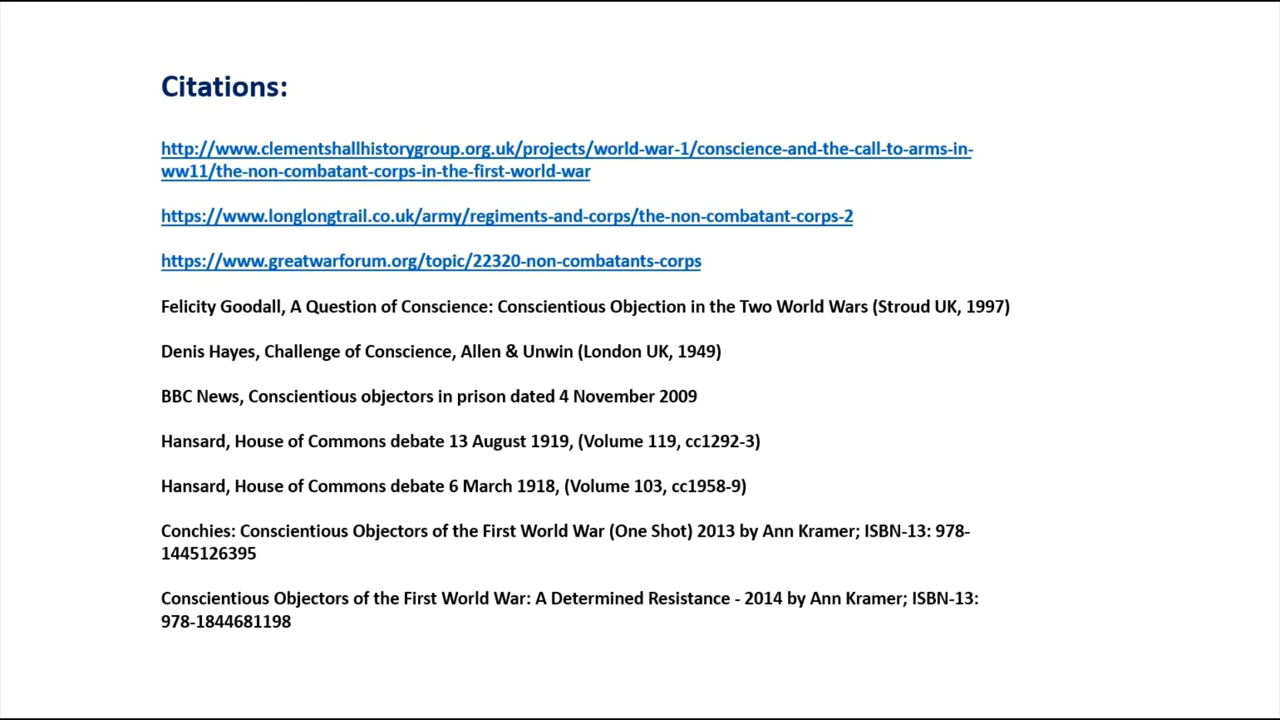 Citations:
http://www.clementshallhistorygroup.org.uk/projects/world-war-1/conscience-and-the-call-to-arms-in-
ww11/the-non-combatant-corps-in-the-first-world-war
https://www.longlongtrail.co.uk/army/regiments-and-corps/the-non-combatant-corps-2
https://www.greatwarforum.org/topic/22320-non-combatants-corps
Felicity Goodall, A Question of Conscience: Conscientious Objection in the Two World Wars (Stroud UK, 1997)
Denis Hayes, Challenge of Conscience, Allen & Unwin (London UK, 1949)
BBC News, Conscientious objectors in prison dated 4 November 2009
Hansard, House of Commons debate 13 August 1919, (Volume 119, cc1292-3)
Hansard, House of Commons debate 6 March 1918, (Volume 103, cc1958-9)
Conchies: Conscientious Objectors of the First World War (One Shot) 2013 by Ann Kramer; ISBN-13: 978-
1445126395
Conscientious Objectors of the First World War: A Determined Resistance - 2014 by Ann Kramer; ISBN-13:
978-1844681198